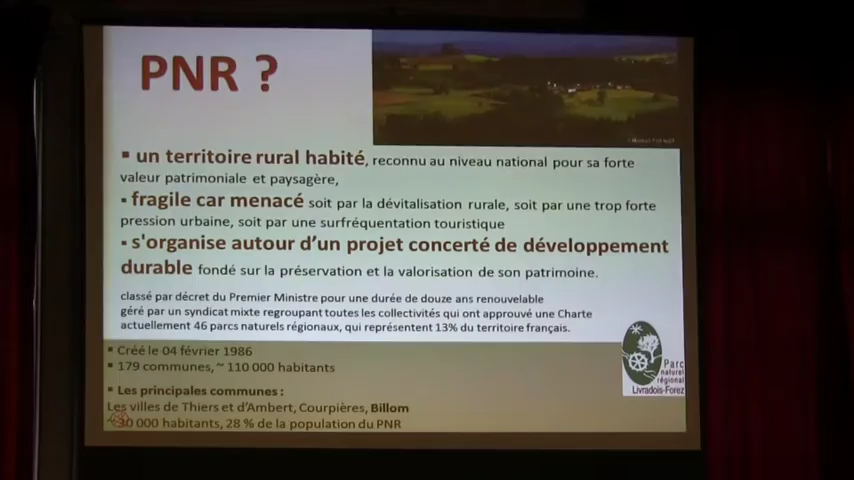 PNR ?
▪ un territoire rural habité, reconnu au niveau national pour sa forte
valeur patrimoniale et paysagère,
▪ fragile car menacé soit par la dévitalisation rurale, soit par une trop forte
pression urbaine, soit par une surfréquentation touristique
▪ s'organise autour d'un projet concerté de développement
durable fondé sur la préservation et la valorisation de son patrimoine.
classé par décret du Premier Ministre pour une durée de douze ans renouvelable
géré par un syndicat mixte regroupant toutes les collectivités qui ont approuvé une Charte
actuellement 46 parcs naturels régionaux, qui représentent 13% du territoire français.
▪ Créé le 04 février 1986
▪ 179 communes, ~ 110 000 habitants
▪ Les principales communes :
Les villes de Thiers et d'Ambert, Courpières, Billom
30 000 habitants, 28 % de la population du PNR
Parc
naturel
régional
Livradois-Forez